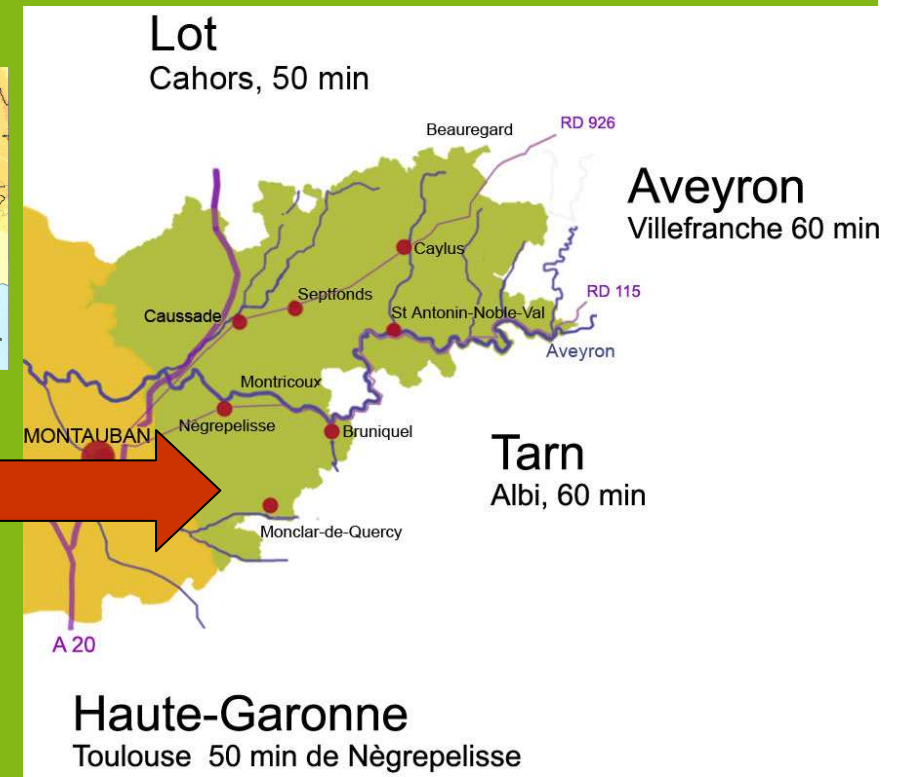 Lot
Cahors, 50 min
Beauregard
RD 926
Aveyron
Villefranche 60 min
Caylus
RD 115
Septfonds
Caussade
St Antonin-Noble-Val
Aveyron
Montricoux
Nègrepelisse
MONTAUBAN
Bruniquel
Tarn
Albi, 60 min
Monclar-de-Quercy
A 20
Haute-Garonne
Toulouse 50 min de Nègrepelisse